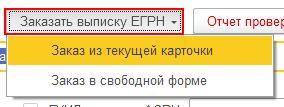 Заказать выписку ЕГРН Отчет провер
Заказ из текущей карточки
Заказ в свободной форме